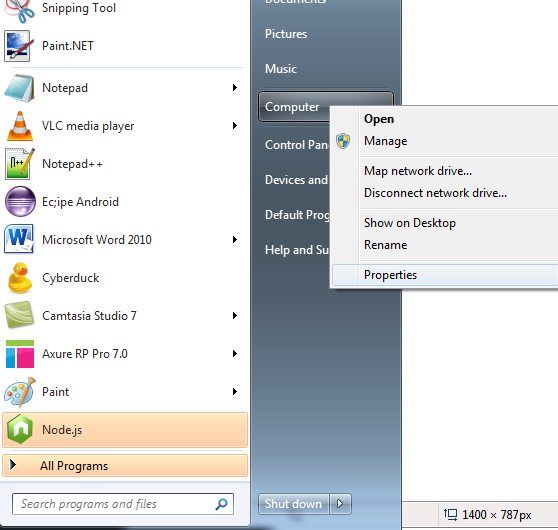 Snipping Tool
Paint.NET
Notepad
VLC media player
Notepad++
Ec;ipe Android
Microsoft Word 2010
Cyberduck
Camtasia Studio 7
Axure RP Pro 7.0
Paint
Node.js
All Programs
Search programs and files
Documents
Pictures
Music
Computer
Control Pan
Devices and
Default Prog
Help and Su
Shut down
Open
Manage
Map network drive...
Disconnect network drive...
Show on Desktop
Rename
Properties
1400 × 787px